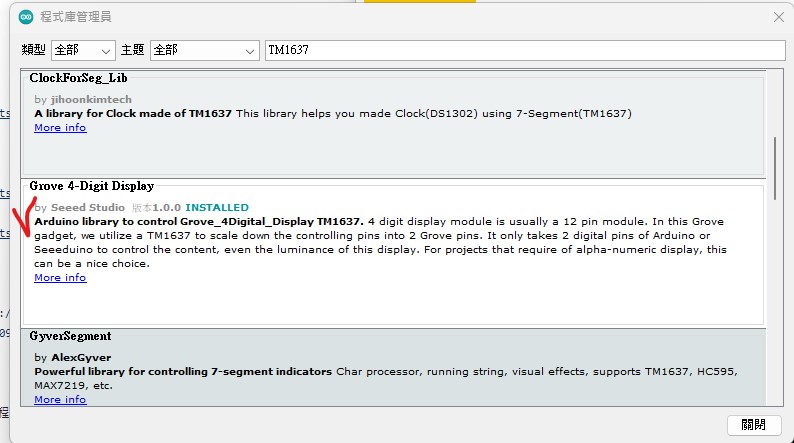 程式庫管理員
類型 全部 主題 全部 TM1637
ClockForSeg_Lib
by jihoonkimtech
A library for Clock made of TM1637 This library helps you made Clock(DS1302) using 7-Segment(TM1637)
More info
Grove 4-Digit Display
by Seeed Studio 版本1.0.0 INSTALLED
Arduino library to control Grove_4Digital_Display TM1637. 4 digit display module is usually a 12 pin module. In this Grove
gadget, we utilize a TM1637 to scale down the controlling pins into 2 Grove pins. It only takes 2 digital pins of Arduino or
Seeeduino to control the content, even the luminance of this display. For projects that require of alpha-numeric display, this
can be a nice choice.
More info
GyverSegment
by AlexGyver
Powerful library for controlling 7-segment indicators Char processor, running string, visual effects, supports TM1637, HC595,
MAX7219, etc.
More info
關閉